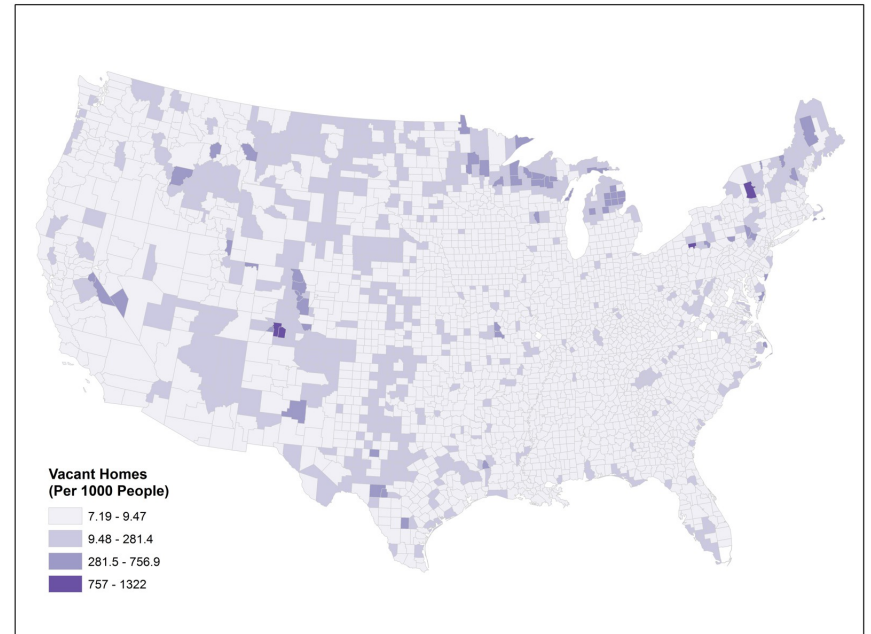 Vacant Homes
(Per 1000 People)
7.19 - 9.47
9.48 - 281.4
281.5 - 756.9
757 - 1322